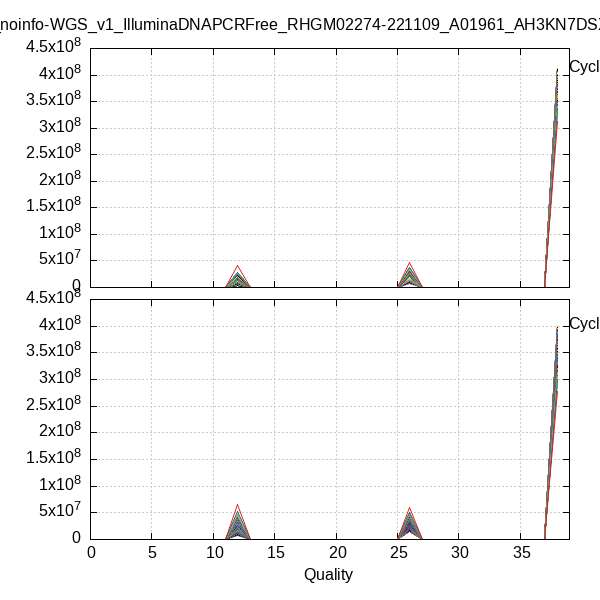 _noinfo-WGS_v1_IlluminaDNAPCRFree_RHGM02274-221109_A01961_AH3KN7DS
4.5x10^8
4x10^8
3.5x10^8
3x10^8
2.5x10^8
2x10^8
1.5x10^8
1x10^8
5x10^7
0
Cycl
4.5x10^8
4x10^8
3.5x10^8
3x10^8
2.5x10^8
2x10^8
1.5x10^8
1x10^8
5x10^7
0
Cycl
0 5 10 15 20 25 30 35
Quality